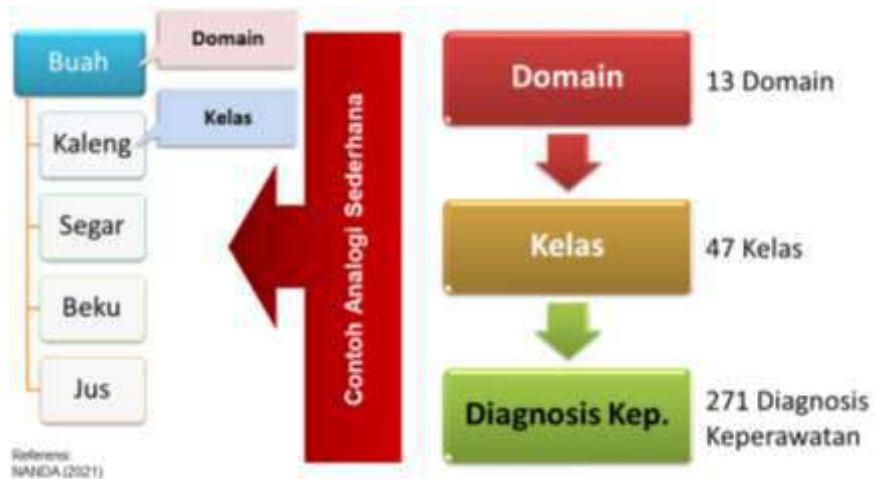 Buah
Domain
Kaleng
Kelas
Segar
Beku
Jus
Referensi:
NANDA (2021)
Contoh Analogi Sederhana
Domain
13 Domain
Kelas
47 Kelas
Diagnosis Kep.
271 Diagnosis
Keperawatan